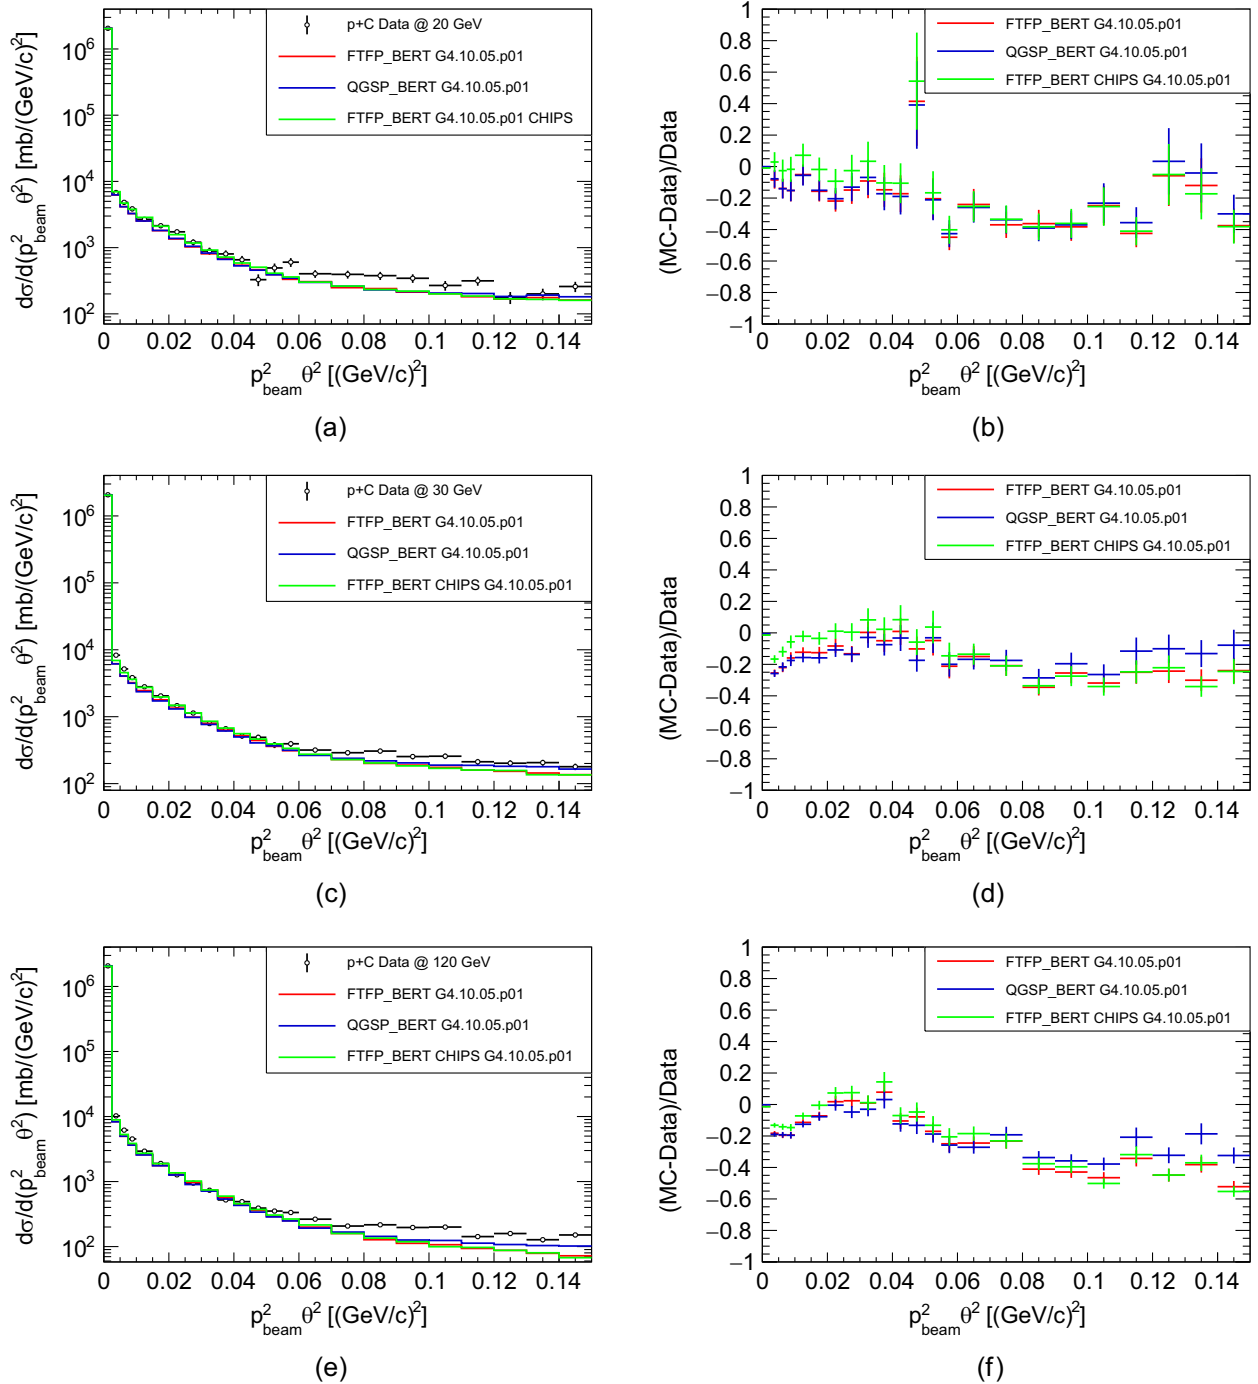 p+C Data @ 20 GeV
FTFP_BERT G4.10.05.p01
QGSP_BERT G4.10.05.p01
FTFP_BERT G4.10.05.p01 CHIPS
dσ/d(p²beam θ²) [mb/(GeV/c)²]
10⁶
10⁵
10⁴
10³
10²
0 0.02 0.04 0.06 0.08 0.1 0.12 0.14
p²beam θ² [(GeV/c)²]
(a)
FTFP_BERT G4.10.05.p01
QGSP_BERT G4.10.05.p01
FTFP_BERT CHIPS G4.10.05.p01
(MC-Data)/Data
1
0.8
0.6
0.4
0.2
0
−0.2
−0.4
−0.6
−0.8
−1
0 0.02 0.04 0.06 0.08 0.1 0.12 0.14
p²beam θ² [(GeV/c)²]
(b)
p+C Data @ 30 GeV
FTFP_BERT G4.10.05.p01
QGSP_BERT G4.10.05.p01
FTFP_BERT CHIPS G4.10.05.p01
dσ/d(p²beam θ²) [mb/(GeV/c)²]
10⁶
10⁵
10⁴
10³
10²
0 0.02 0.04 0.06 0.08 0.1 0.12 0.14
p²beam θ² [(GeV/c)²]
(c)
FTFP_BERT G4.10.05.p01
QGSP_BERT G4.10.05.p01
FTFP_BERT CHIPS G4.10.05.p01
(MC-Data)/Data
1
0.8
0.6
0.4
0.2
0
−0.2
−0.4
−0.6
−0.8
−1
0 0.02 0.04 0.06 0.08 0.1 0.12 0.14
p²beam θ² [(GeV/c)²]
(d)
p+C Data @ 120 GeV
FTFP_BERT G4.10.05.p01
QGSP_BERT G4.10.05.p01
FTFP_BERT CHIPS G4.10.05.p01
dσ/d(p²beam θ²) [mb/(GeV/c)²]
10⁶
10⁵
10⁴
10³
10²
0 0.02 0.04 0.06 0.08 0.1 0.12 0.14
p²beam θ² [(GeV/c)²]
(e)
FTFP_BERT G4.10.05.p01
QGSP_BERT G4.10.05.p01
FTFP_BERT CHIPS G4.10.05.p01
(MC-Data)/Data
1
0.8
0.6
0.4
0.2
0
−0.2
−0.4
−0.6
−0.8
−1
0 0.02 0.04 0.06 0.08 0.1 0.12 0.14
p²beam θ² [(GeV/c)²]
(f)